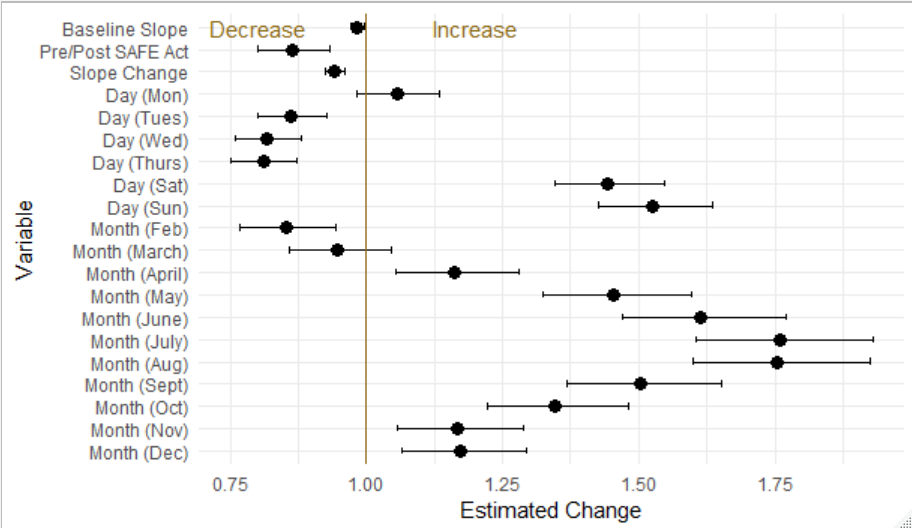 Decrease Increase
Baseline Slope
Pre/Post SAFE Act
Slope Change
Day (Mon)
Day (Tues)
Day (Wed)
Day (Thurs)
Day (Sat)
Day (Sun)
Month (Feb)
Month (March)
Month (April)
Month (May)
Month (June)
Month (July)
Month (Aug)
Month (Sept)
Month (Oct)
Month (Nov)
Month (Dec)
Variable
0.75 1.00 1.25 1.50 1.75
Estimated Change